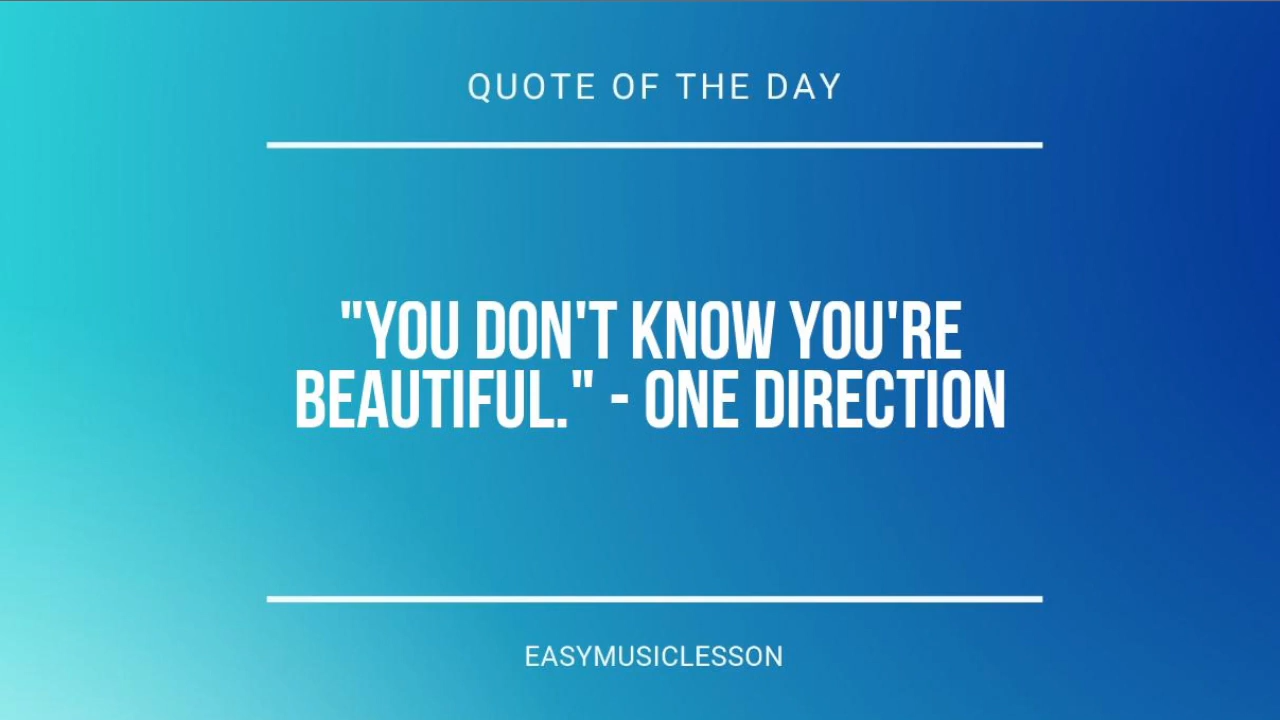 QUOTE OF THE DAY
"YOU DON'T KNOW YOU'RE
BEAUTIFUL." - ONE DIRECTION
EASYMUSICLESSON